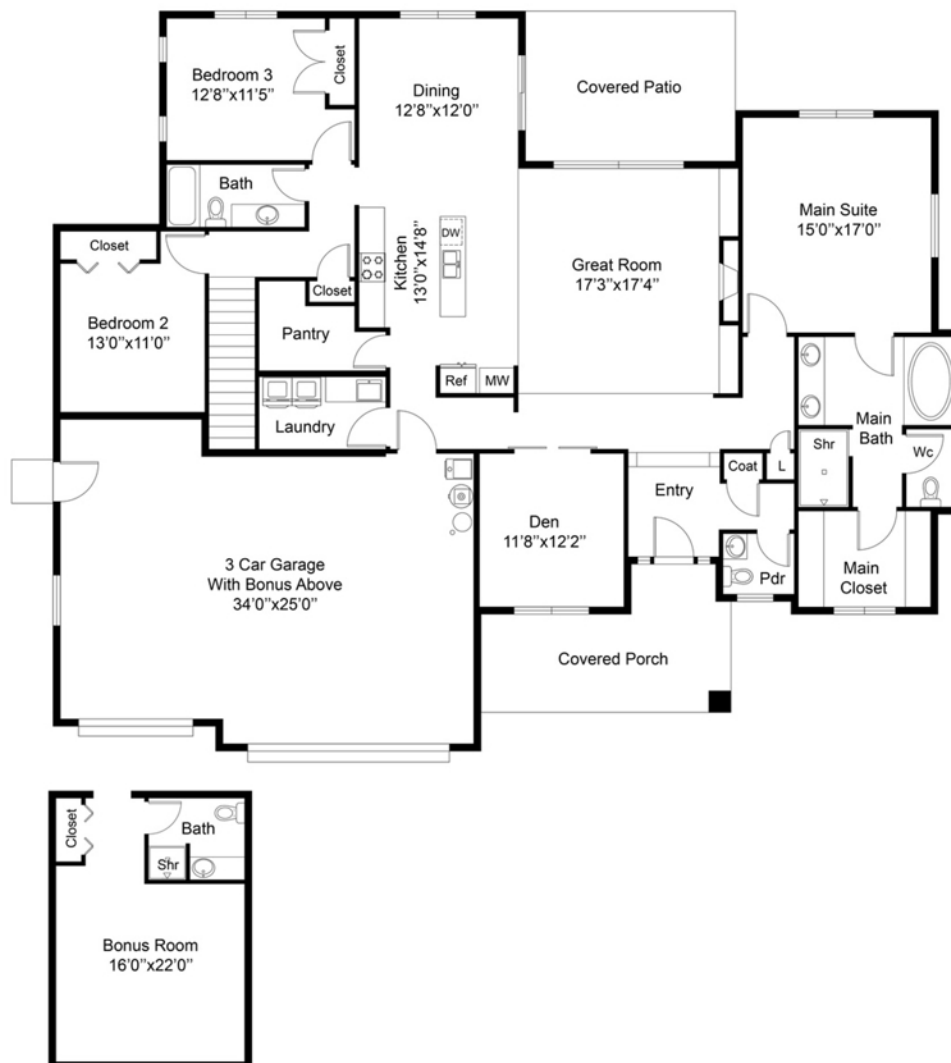 Bedroom 3
12'8"x11'5"
Closet
Dining
12'8"x12'0"
Covered Patio
Bath
Main Suite
15'0"x17'0"
Closet
DW
Kitchen
13'0"x14'8"
Great Room
17'3"x17'4"
Closet
Bedroom 2
13'0"x11'0"
Pantry
Ref
MW
Laundry
Main
Bath
Shr
Wc
Coat
L
Entry
Den
11'8"x12'2"
3 Car Garage
With Bonus Above
34'0"x25'0"
Pdr
Main
Closet
Covered Porch
Closet
Bath
Shr
Bonus Room
16'0"x22'0"